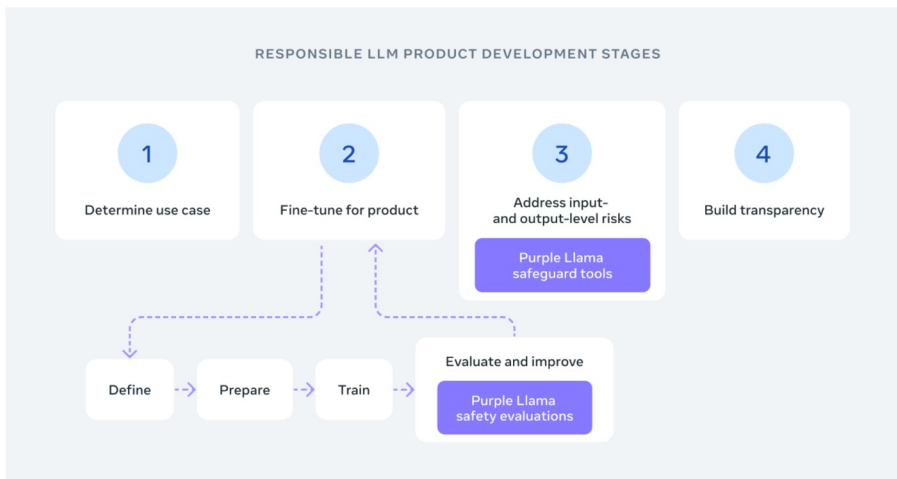 RESPONSIBLE LLM PRODUCT DEVELOPMENT STAGES
1
Determine use case
2
Fine-tune for product
3
Address input-
and output-level risks
Purple Llama
safeguard tools
4
Build transparency
Define
Prepare
Train
Evaluate and improve
Purple Llama
safety evaluations